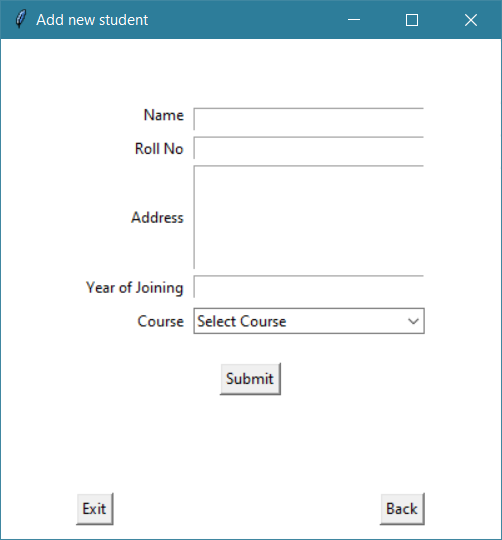 Add new student
Name
Roll No
Address
Year of Joining
Course Select Course
Submit
Exit Back